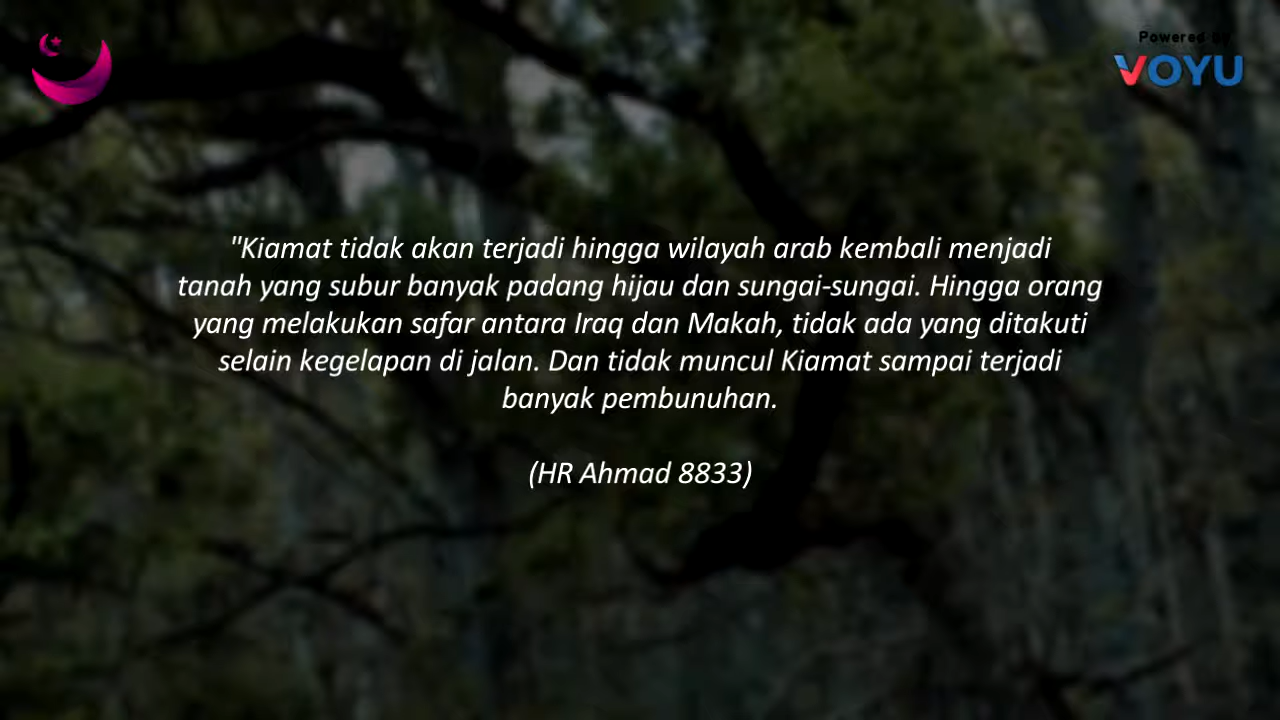 Powered By
VOYU
"Kiamat tidak akan terjadi hingga wilayah arab kembali menjadi
tanah yang subur banyak padang hijau dan sungai-sungai. Hingga orang
yang melakukan safar antara Iraq dan Makah, tidak ada yang ditakuti
selain kegelapan di jalan. Dan tidak muncul Kiamat sampai terjadi
banyak pembunuhan.
(HR Ahmad 8833)